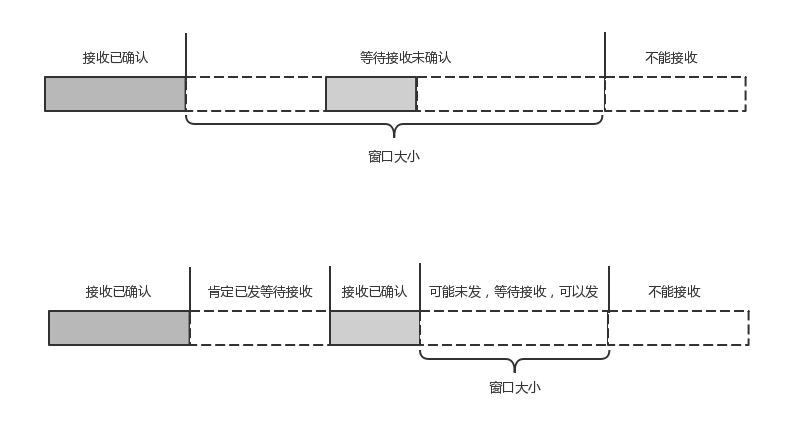 接收已确认 等待接收未确认 不能接收
窗口大小
接收已确认 肯定已发等待接收 接收已确认 可能未发，等待接收，可以发 不能接收
窗口大小